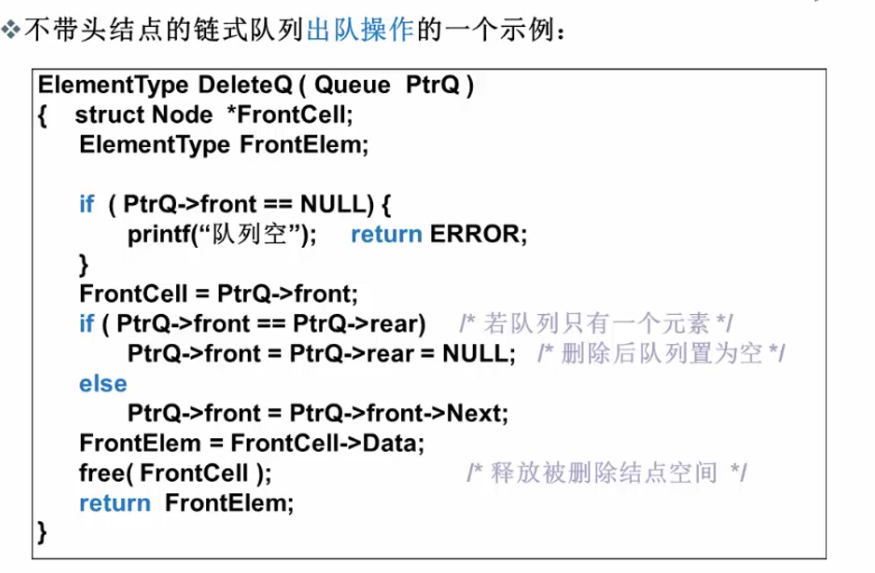 ❖不带头结点的链式队列出队操作的一个示例：
ElementType DeleteQ ( Queue PtrQ )
{ struct Node *FrontCell;
ElementType FrontElem;
if ( PtrQ->front == NULL) {
printf(“队列空”); return ERROR;
}
FrontCell = PtrQ->front;
if ( PtrQ->front == PtrQ->rear) /* 若队列只有一个元素 */
PtrQ->front = PtrQ->rear = NULL; /* 删除后队列置为空 */
else
PtrQ->front = PtrQ->front->Next;
FrontElem = FrontCell->Data;
free( FrontCell ); /* 释放被删除结点空间 */
return FrontElem;
}